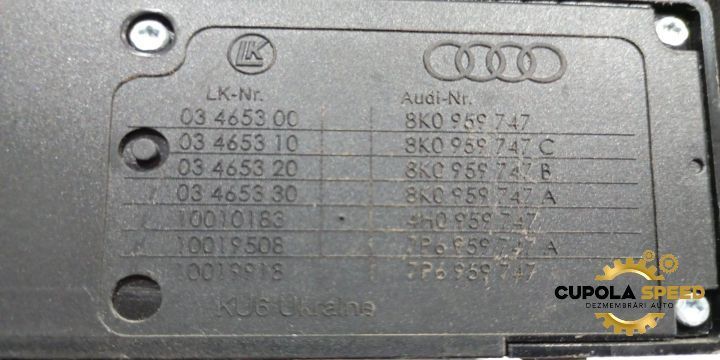 LK
LK-Nr. Audi-Nr.
03 4653 00 8K0 959 747
03 4653 10 8K0 959 747 C
03 4653 20 8K0 959 747 B
03 4653 30 8K0 959 747 A
10010183 4H0 959 747
10019508 7P6 959 747 A
10019918 7P6 959 747
CUPOLA SPEED
DEZMEMBRĂRI AUTO